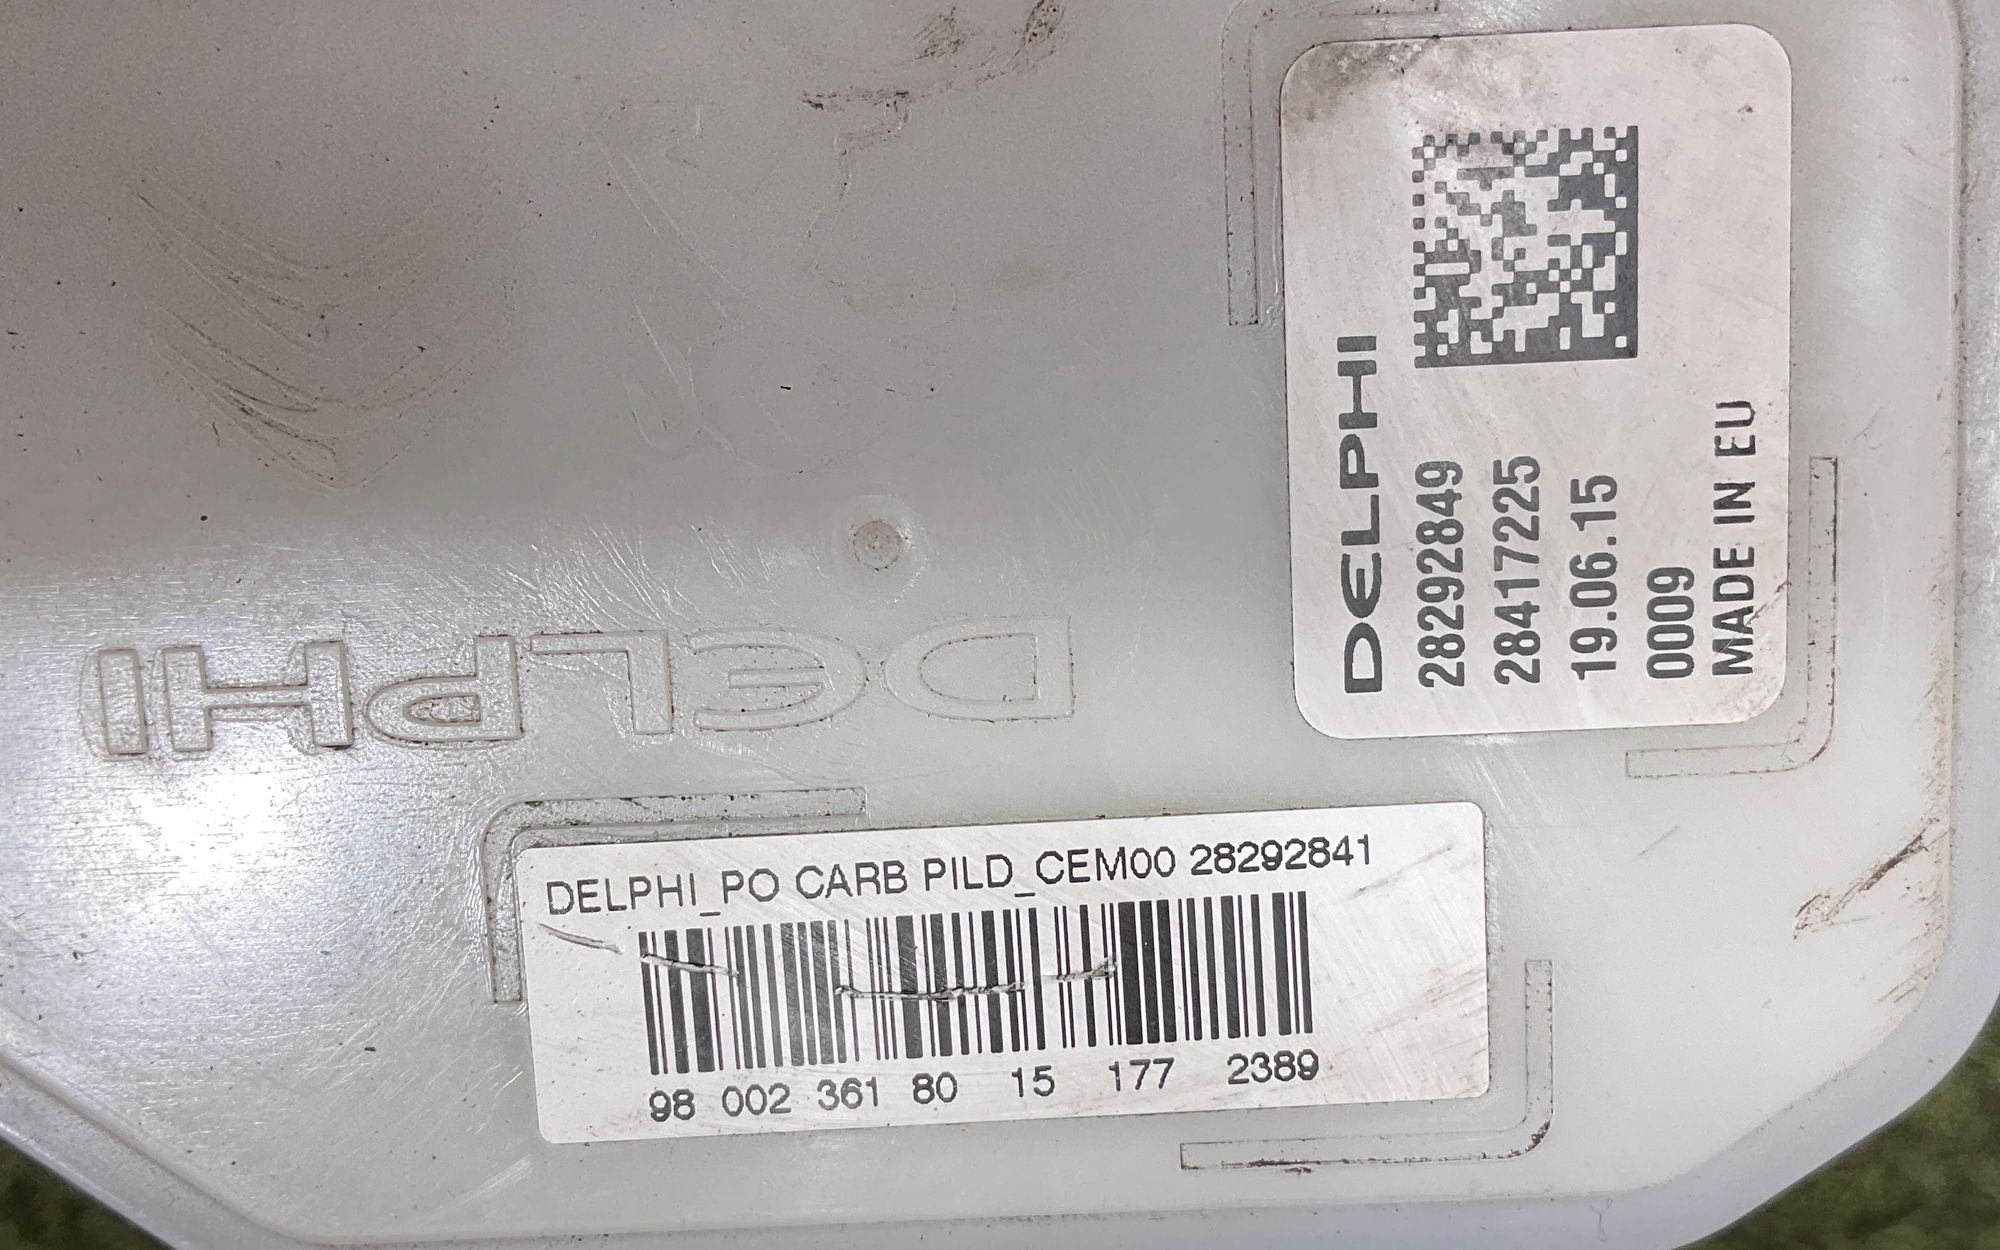 DELPHI
28292849
28417225
19.06.15
0009
MADE IN EU
DELPHI
DELPHI_PO CARB PILD_CEM00 28292841
98 002 361 80 15 177 2389